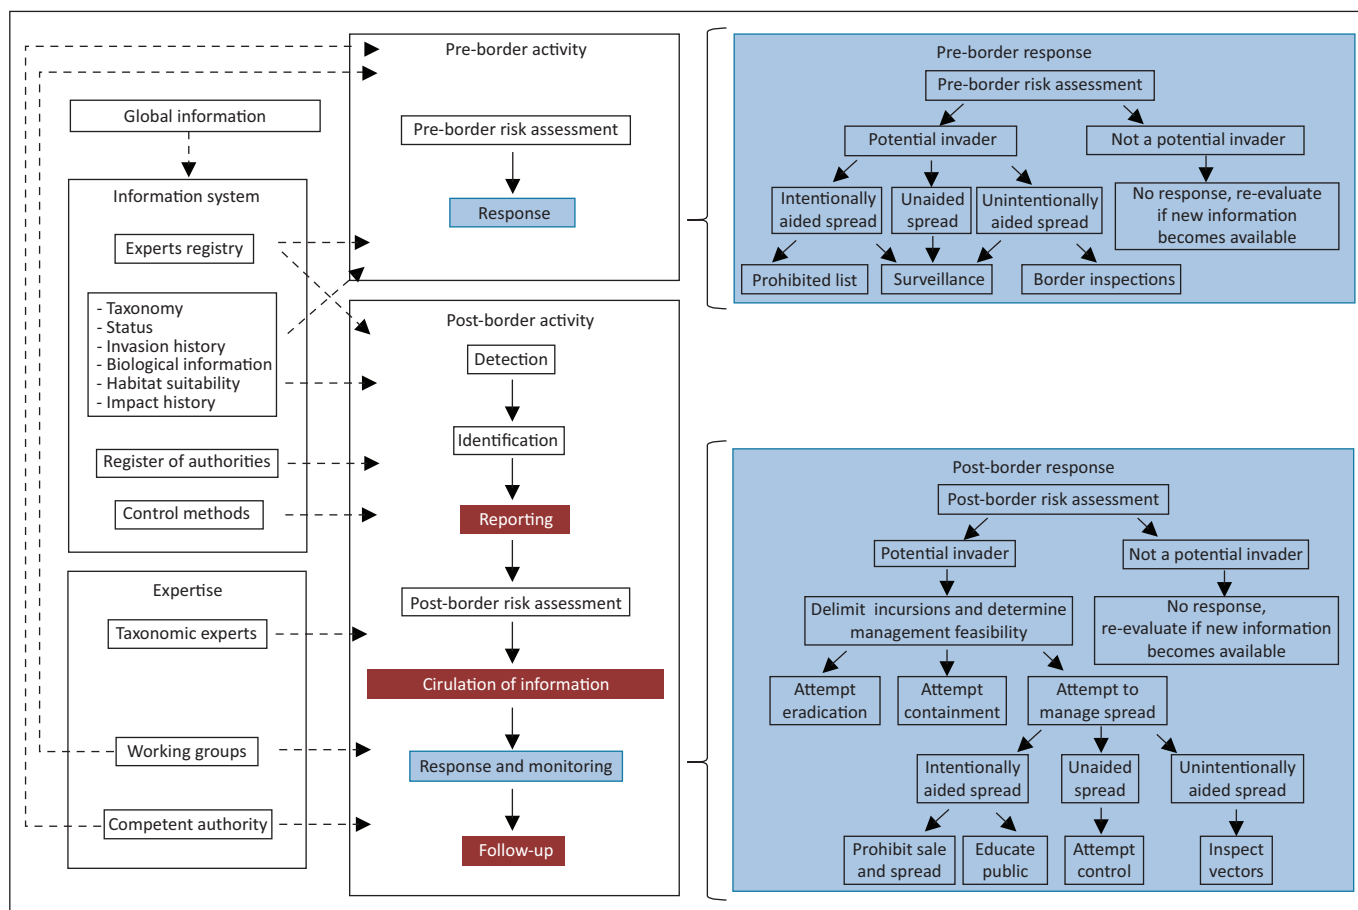 Global information
Information system
Experts registry
- Taxonomy
- Status
- Invasion history
- Biological information
- Habitat suitability
- Impact history
Register of authorities
Control methods
Expertise
Taxonomic experts
Working groups
Competent authority
Pre-border activity
Pre-border risk assessment
Response
Post-border activity
Detection
Identification
Reporting
Post-border risk assessment
Cirulation of information
Response and monitoring
Follow-up
Pre-border response
Pre-border risk assessment
Potential invader
Not a potential invader
Intentionally
aided spread
Unaided
spread
Unintentionally
aided spread
No response, re-evaluate
if new information
becomes available
Prohibited list
Surveillance
Border inspections
Post-border response
Post-border risk assessment
Potential invader
Not a potential invader
Delimit incursions and determine
management feasibility
No response,
re-evaluate if new information
becomes available
Attempt
eradication
Attempt
containment
Attempt to
manage spread
Intentionally
aided spread
Unaided
spread
Unintentionally
aided spread
Prohibit sale
and spread
Educate
public
Attempt
control
Inspect
vectors